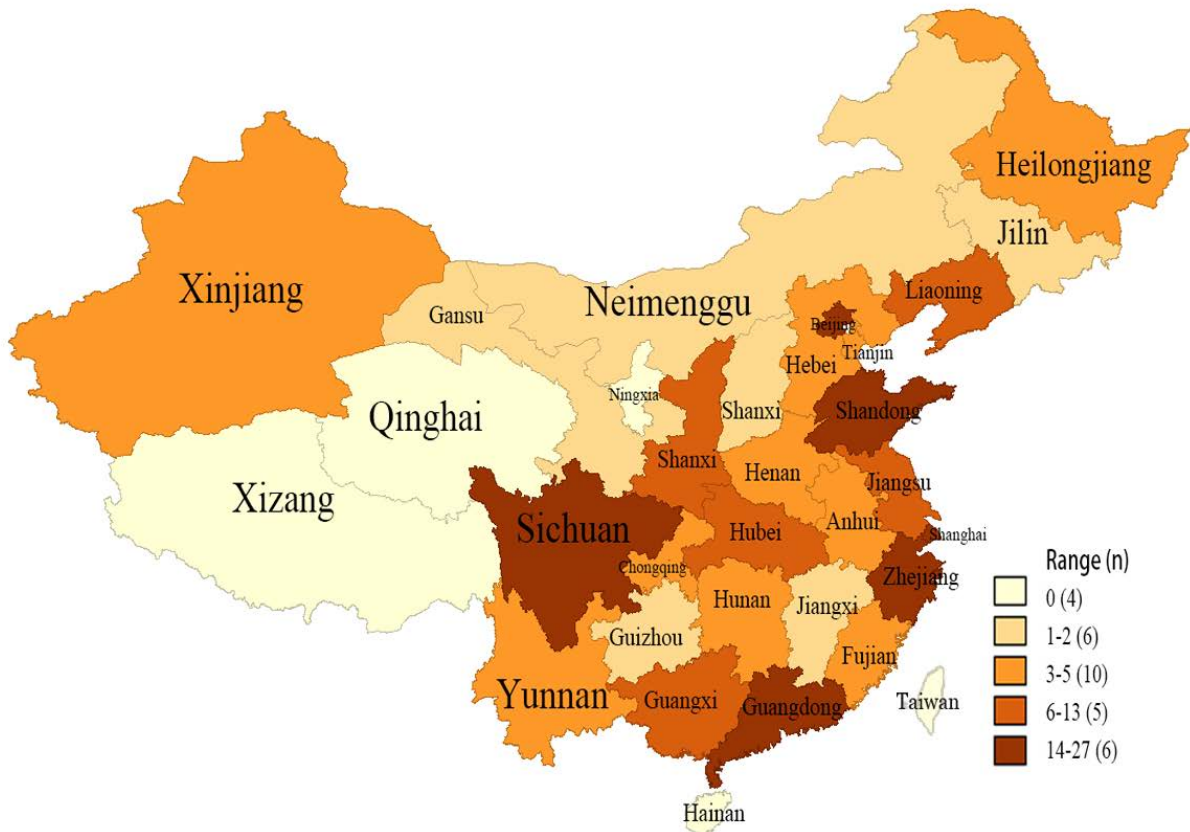 Heilongjiang
Jilin
Xinjiang
Neimenggu
Liaoning
Gansu
Beijing
Tianjin
Hebei
Ningxia
Shanxi
Shandong
Qinghai
Shanxi
Henan
Jiangsu
Xizang
Sichuan
Hubei
Anhui
Shanghai
Chongqing
Zhejiang
Hunan
Jiangxi
Guizhou
Fujian
Yunnan
Guangxi
Guangdong
Taiwan
Hainan
Range (n)
0 (4)
1-2 (6)
3-5 (10)
6-13 (5)
14-27 (6)